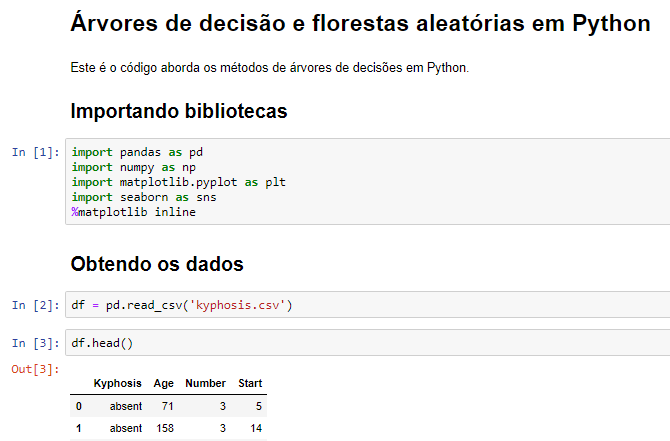 Árvores de decisão e florestas aleatórias em Python
Este é o código aborda os métodos de árvores de decisões em Python.
Importando bibliotecas
In [1]: import pandas as pd
import numpy as np
import matplotlib.pyplot as plt
import seaborn as sns
%matplotlib inline
Obtendo os dados
In [2]: df = pd.read_csv('kyphosis.csv')
In [3]: df.head()
Out[3]:
Kyphosis Age Number Start
0 absent 71 3 5
1 absent 158 3 14